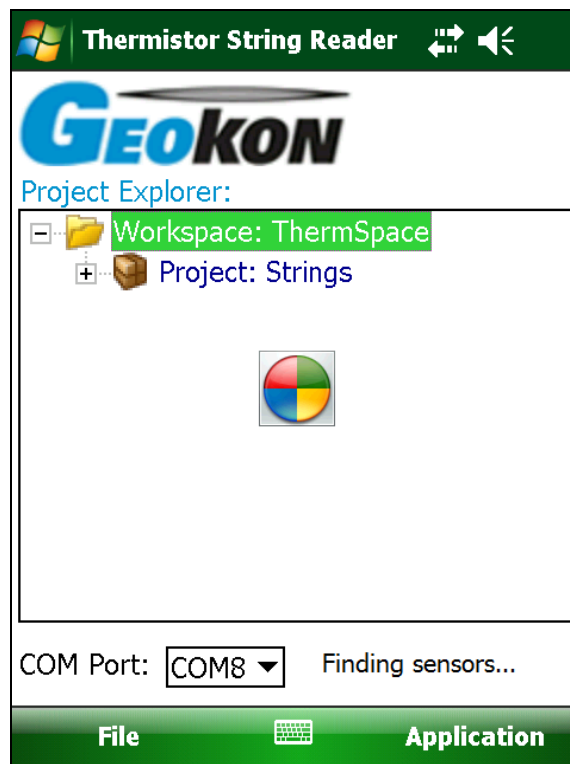 Thermistor String Reader
GEOKON
Project Explorer:
Workspace: ThermSpace
Project: Strings
COM Port: COM8 Finding sensors...
File Application